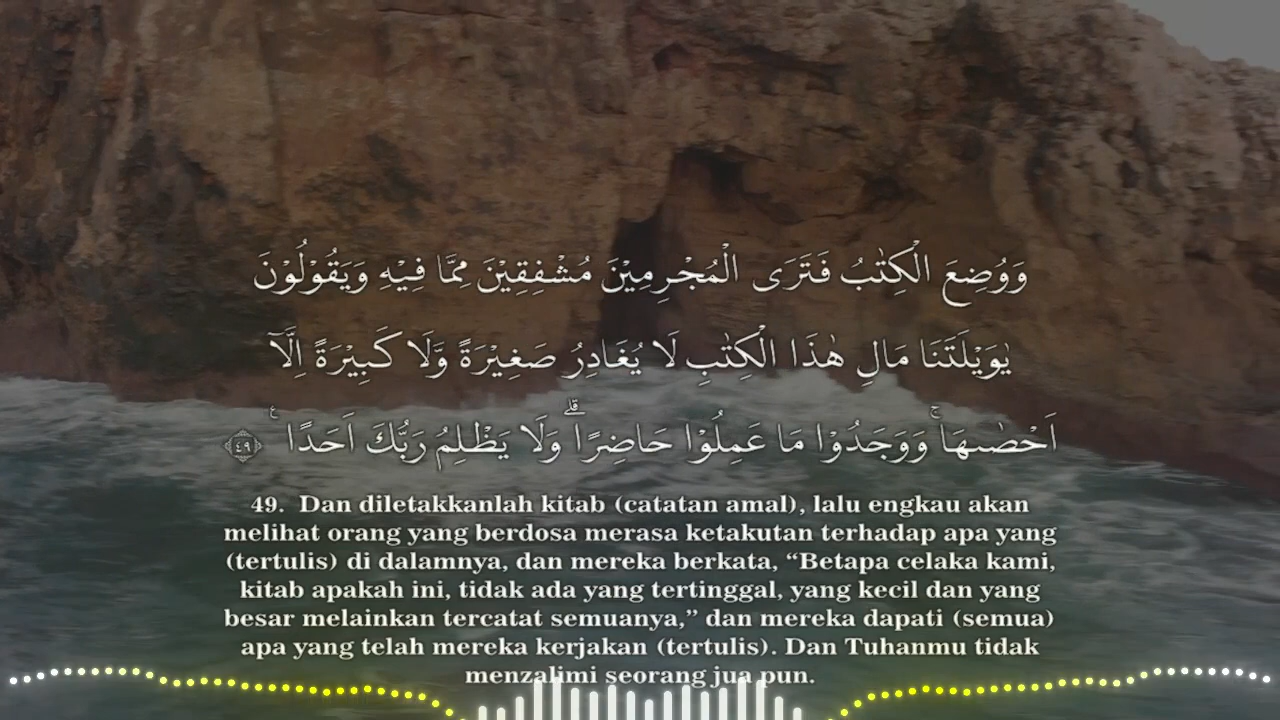 وَوُضِعَ الْكِتٰبُ فَتَرَى الْمُجْرِمِيْنَ مُشْفِقِيْنَ مِمَّا فِيْهِ وَيَقُوْلُوْنَ
يٰوَيْلَتَنَا مَالِ هٰذَا الْكِتٰبِ لَا يُغَادِرُ صَغِيْرَةً وَّلَا كَبِيْرَةً اِلَّآ
اَحْصٰىهَاۚ وَوَجَدُوْا مَا عَمِلُوْا حَاضِرًاۗ وَلَا يَظْلِمُ رَبُّكَ اَحَدًا ࣖ ٤٩
49. Dan diletakkanlah kitab (catatan amal), lalu engkau akan
melihat orang yang berdosa merasa ketakutan terhadap apa yang
(tertulis) di dalamnya, dan mereka berkata, “Betapa celaka kami,
kitab apakah ini, tidak ada yang tertinggal, yang kecil dan yang
besar melainkan tercatat semuanya,” dan mereka dapati (semua)
apa yang telah mereka kerjakan (tertulis). Dan Tuhanmu tidak
menzalimi seorang jua pun.